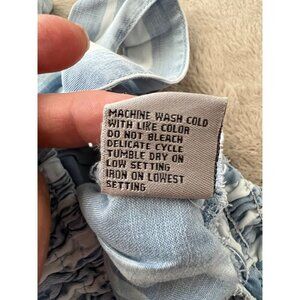 MACHINE WASH COLD
WITH LIKE COLOR
DO NOT BLEACH
DELICATE CYCLE
TUMBLE DRY ON
LOW SETTING
IRON ON LOWEST
SETTING